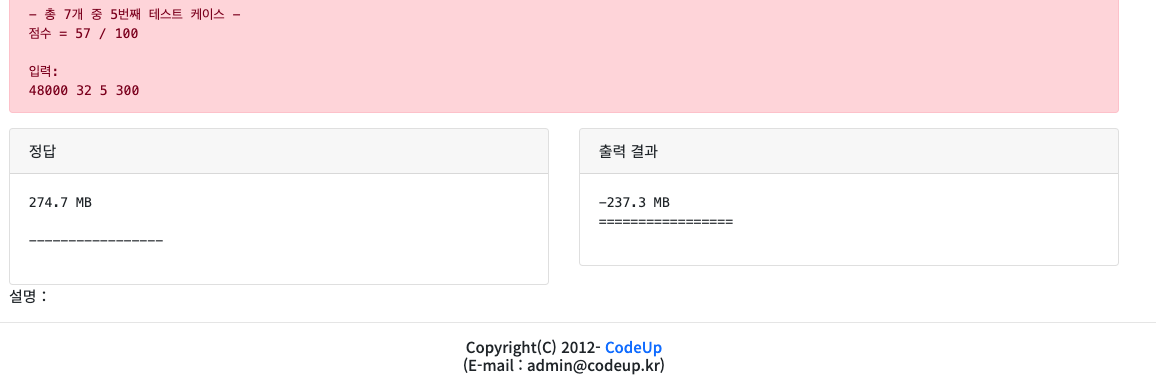 - 총 7개 중 5번째 테스트 케이스 -
점수 = 57 / 100
입력:
48000 32 5 300
정답
274.7 MB
-----------------
출력 결과
-237.3 MB
=================
설명 :
Copyright(C) 2012- CodeUp
(E-mail : admin@codeup.kr)